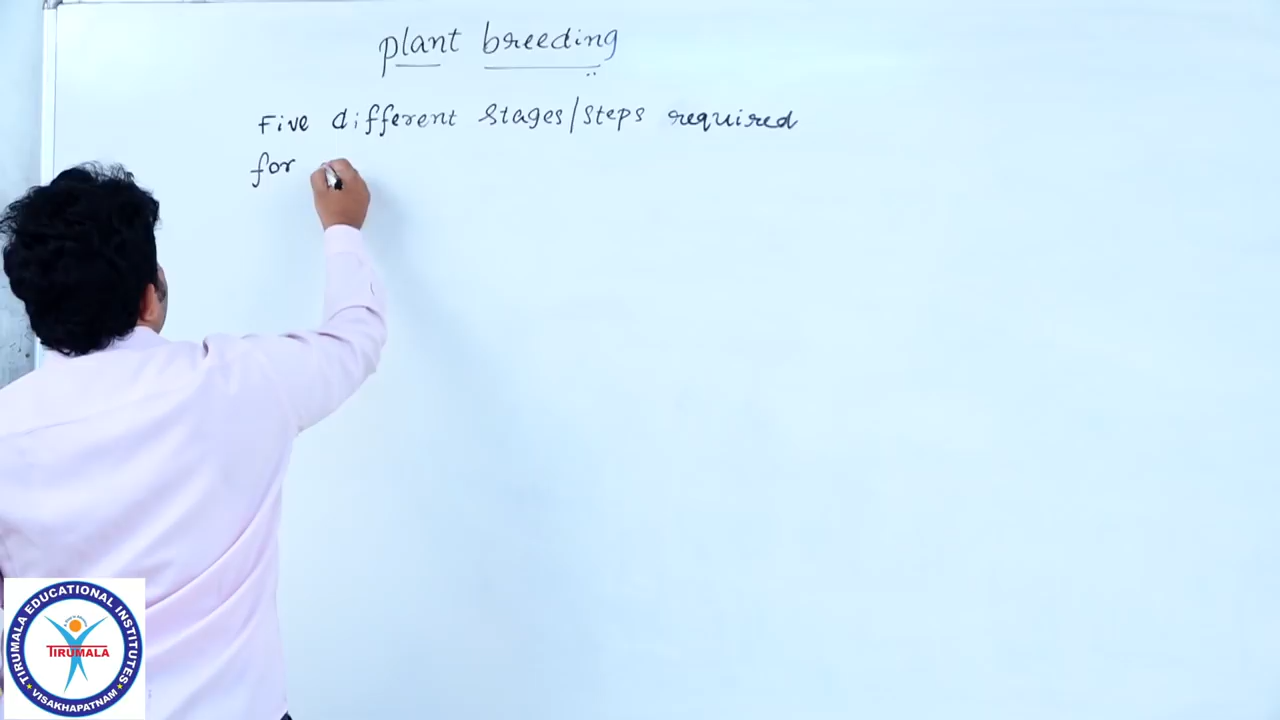 plant breeding
Five different stages/steps required
for
TIRUMALA EDUCATIONAL INSTITUTES
TIRUMALA
VISAKHAPATNAM